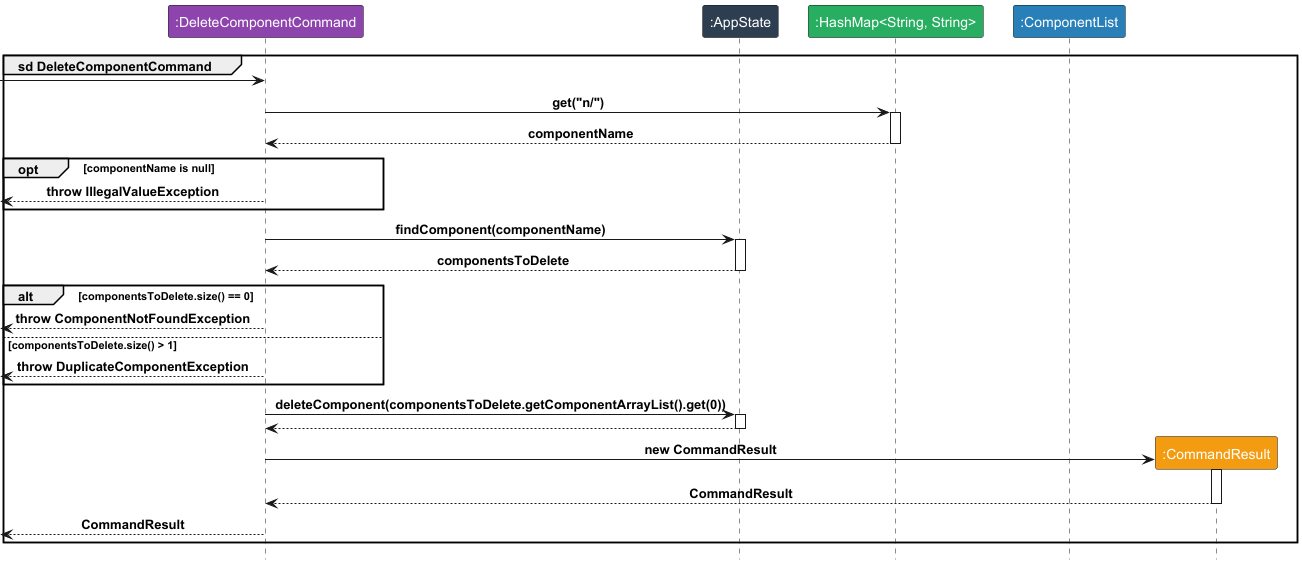 :DeleteComponentCommand
:AppState
:HashMap<String, String>
:ComponentList
sd DeleteComponentCommand
get("n/")
componentName
opt
[componentName is null]
throw IllegalValueException
findComponent(componentName)
componentsToDelete
alt
[componentsToDelete.size() == 0]
throw ComponentNotFoundException
[componentsToDelete.size() > 1]
throw DuplicateComponentException
deleteComponent(componentsToDelete.getComponentArrayList().get(0))
new CommandResult
:CommandResult
CommandResult
CommandResult